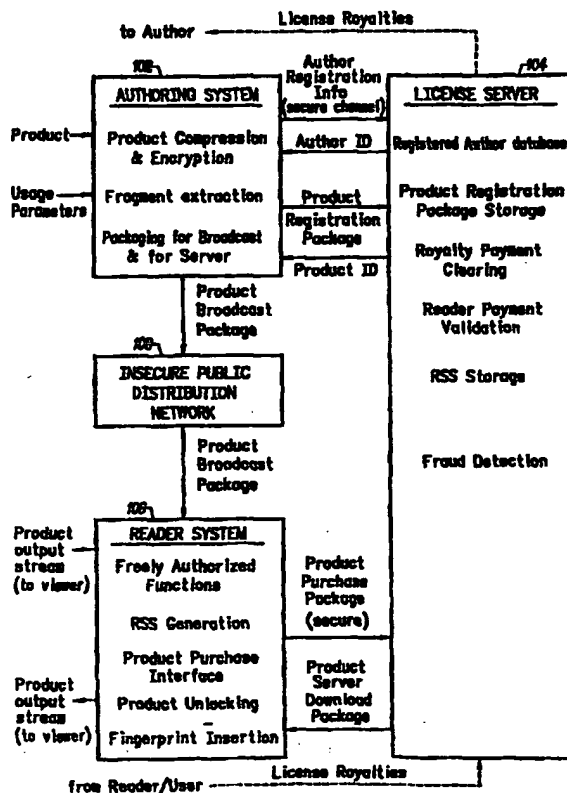 License Royalties
to Author
102
AUTHORING SYSTEM
Product
Product Compression
& Encryption
Usage
Parameters
Fragment extraction
Packaging for Broadcast
& for Server
Author
Registration
Info
(secure channel)
Author ID
Product
Registration
Package
Product ID
104
LICENSE SERVER
Registered Author database
Product Registration
Package Storage
Royalty Payment
Clearing
Reader Payment
Validation
RSS Storage
Fraud Detection
Product
Broadcast
Package
INSECURE PUBLIC
DISTRIBUTION
NETWORK
Product
Broadcast
Package
READER SYSTEM
Product
output
stream
(to viewer)
Freely Authorized
Functions
RSS Generation
Product Purchase
Interface
Product Unlocking
Fingerprint Insertion
Product
output
stream
(to viewer)
Product
Purchase
Package
(secure)
Product
Server
Download
Package
License Royalties
from Reader/User